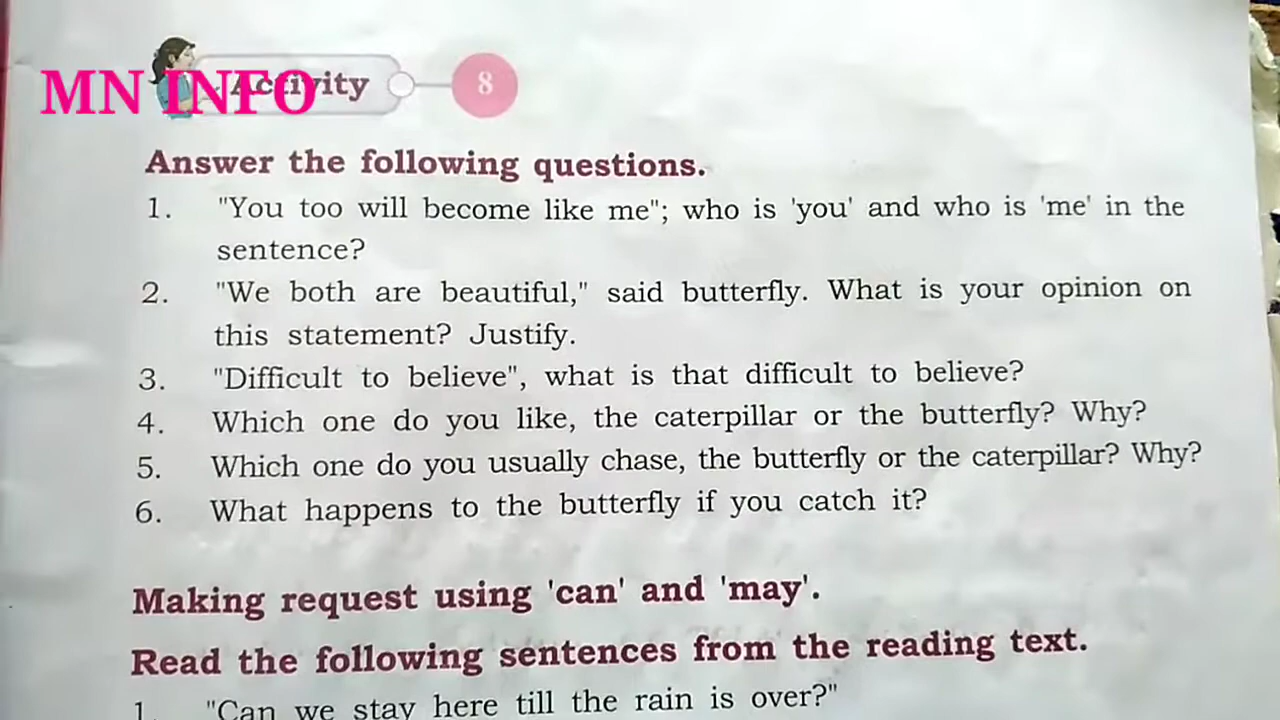 MN INFO
Activity 8
Answer the following questions.
1. "You too will become like me"; who is 'you' and who is 'me' in the
sentence?
2. "We both are beautiful," said butterfly. What is your opinion on
this statement? Justify.
3. "Difficult to believe", what is that difficult to believe?
4. Which one do you like, the caterpillar or the butterfly? Why?
5. Which one do you usually chase, the butterfly or the caterpillar? Why?
6. What happens to the butterfly if you catch it?
Making request using 'can' and 'may'.
Read the following sentences from the reading text.
1. "Can we stay here till the rain is over?"